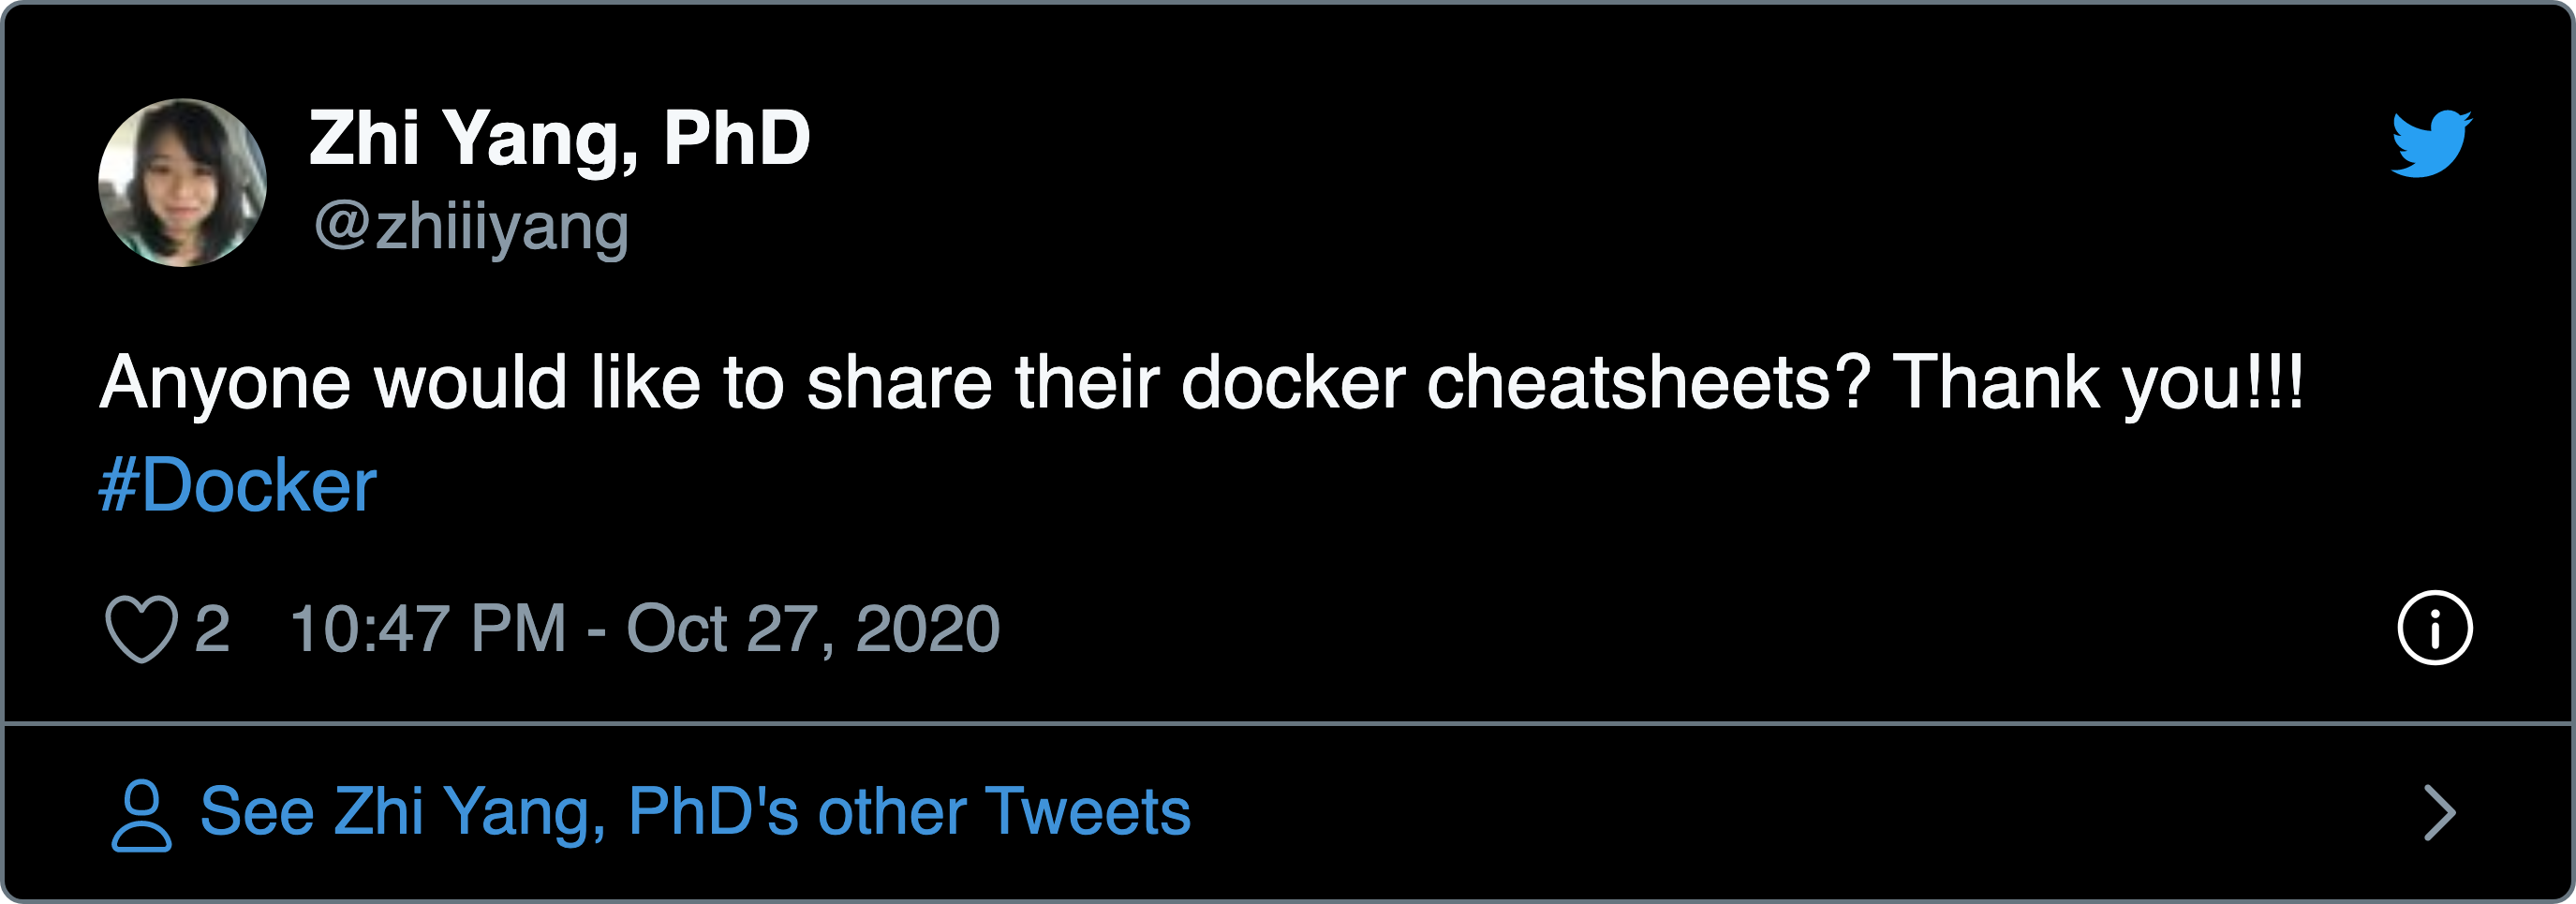 Zhi Yang, PhD
@zhiiiyang
Anyone would like to share their docker cheatsheets? Thank you!!!
#Docker
2 10:47 PM - Oct 27, 2020
See Zhi Yang, PhD's other Tweets